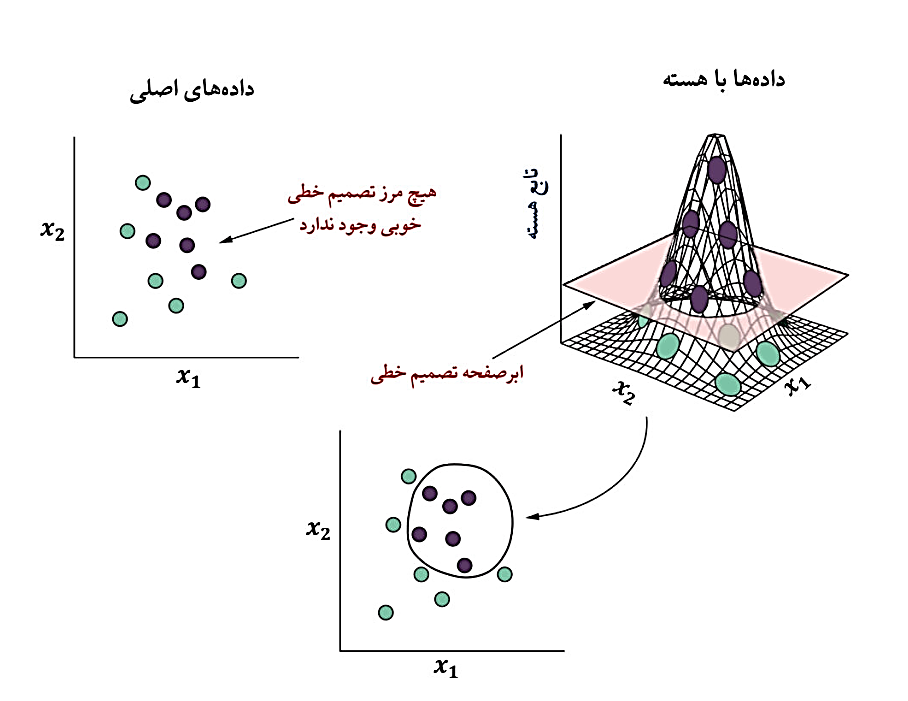 داده‌های اصلی
داده‌ها با هسته
هیچ مرز تصمیم خطی
خوبی وجود ندارد
x2
x1
تابع هسته
ابرصفحه تصمیم خطی
x2
x1
x2
x1